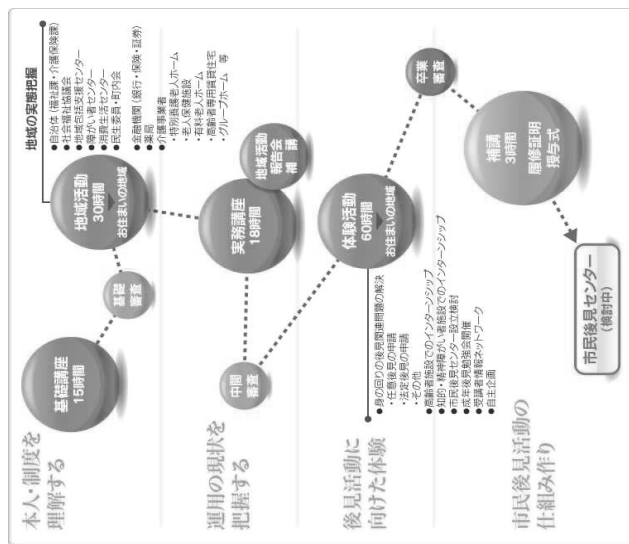 本人・制度を
理解する
基礎講座
15時間
基礎
審査
地域活動
30時間
お住まいの地域
地域の実態把握
●自治体（福祉課・介護保険課）
●社会福祉協議会
●地域包括支援センター
●障がい者センター
●消費生活センター
●民生委員・町内会
●金融機関（銀行・保険・証券）
●薬局
●介護事業者
・特別養護老人ホーム
・老人保健施設
・有料老人ホーム
・高齢者専用賃貸住宅
・グループホーム 等
運用の現状を
把握する
中間
審査
実務講座
18時間
地域活動
報告会
補 講
後見活動に
向けた体験
体験活動
60時間
お住まいの地域
●身の回りの後見関連問題の解決
・任意後見の申請
・法定後見の申請
・その他
●高齢者施設でのインターンシップ
●知的・精神障がい者施設でのインターンシップ
●市民後見センター設立検討
●成年後見勉強会開催
●受講者情報ネットワーク
●自主企画
卒業
審査
市民後見活動の
仕組み作り
補講
3時間
履修証明
授与式
市民後見センター
（検討中）